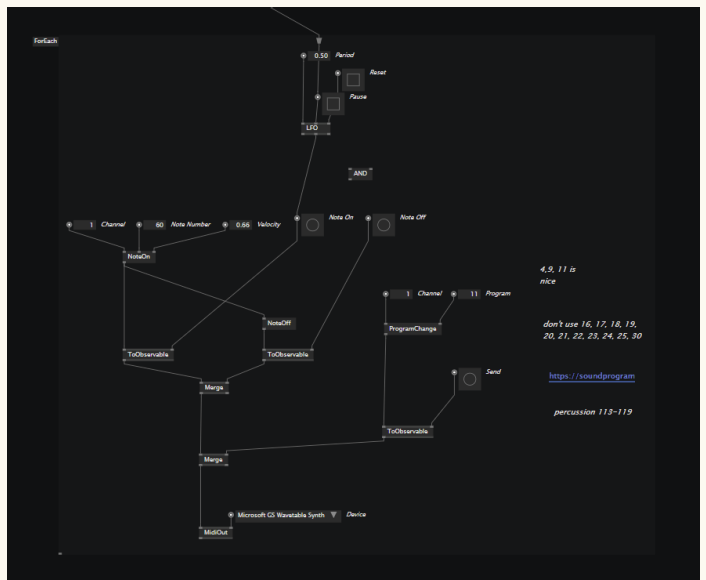 ForEach
0.50 Period
Reset
Pause
LFO
AND
1 Channel 60 Note Number 0.66 Velocity Note On Note Off
NoteOn
4,9, 11 is
nice
1 Channel 11 Program
NoteOff
ProgramChange
don't use 16, 17, 18, 19,
20, 21, 22, 23, 24, 25, 30
ToObservable ToObservable
Send
https://soundprogram
Merge
percussion 113-119
ToObservable
Merge
Microsoft GS Wavetable Synth Device
MidiOut